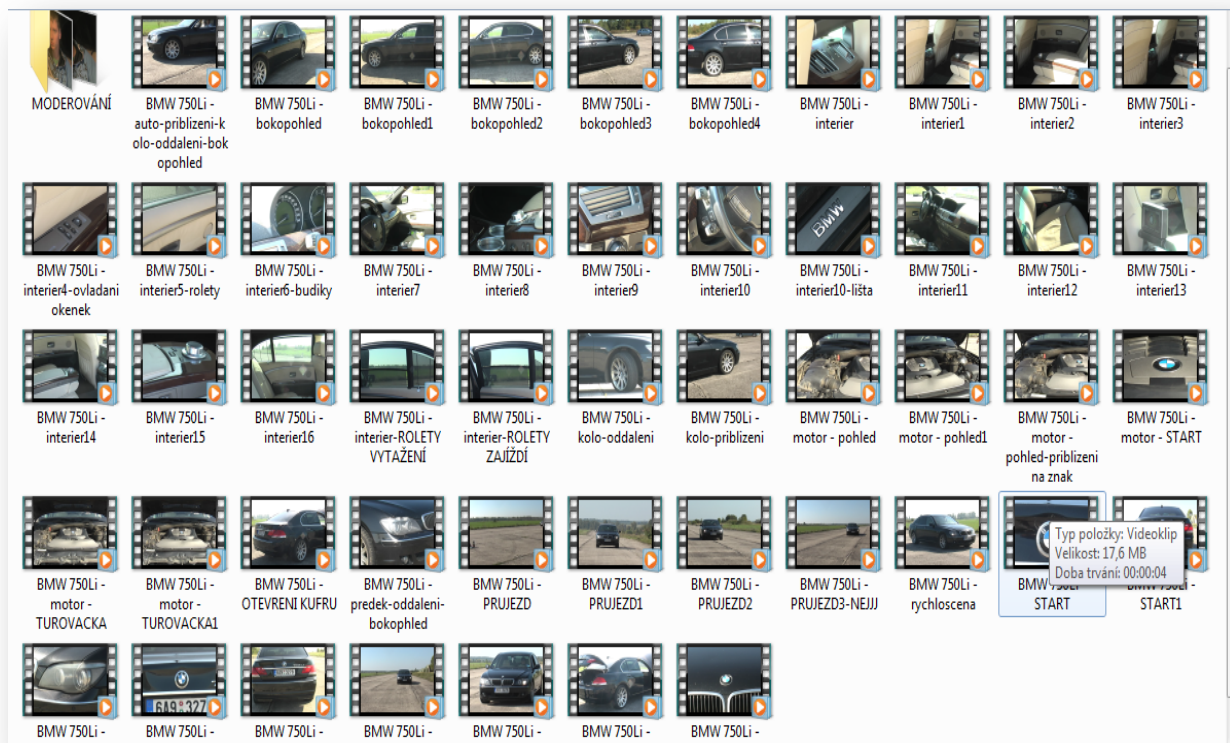 MODEROVÁNÍ
BMW 750Li -
auto-priblizeni-k
olo-oddaleni-bok
opohled
BMW 750Li -
bokopohled
BMW 750Li -
bokopohled1
BMW 750Li -
bokopohled2
BMW 750Li -
bokopohled3
BMW 750Li -
bokopohled4
BMW 750Li -
interier
BMW 750Li -
interier1
BMW 750Li -
interier2
BMW 750Li -
interier3
BMW 750Li -
interier4-ovladani
okenek
BMW 750Li -
interier5-rolety
BMW 750Li -
interier6-budiky
BMW 750Li -
interier7
BMW 750Li -
interier8
BMW 750Li -
interier9
BMW 750Li -
interier10
BMW
BMW 750Li -
interier10-lišta
BMW 750Li -
interier11
BMW 750Li -
interier12
BMW 750Li -
interier13
BMW 750Li -
interier14
BMW 750Li -
interier15
BMW 750Li -
interier16
BMW 750Li -
interier-ROLETY
VYTAŽENÍ
BMW 750Li -
interier-ROLETY
ZAJÍŽDÍ
BMW 750Li -
kolo-oddaleni
BMW 750Li -
kolo-priblizeni
BMW 750Li -
motor - pohled
BMW 750Li -
motor - pohled1
BMW 750Li -
motor -
pohled-priblizeni
na znak
BMW 750Li -
motor - START
BMW 750Li -
motor -
TUROVACKA
BMW 750Li -
motor -
TUROVACKA1
BMW 750Li -
OTEVRENI KUFRU
BMW 750Li -
predek-oddaleni-
bokophled
BMW 750Li -
PRUJEZD
BMW 750Li -
PRUJEZD1
BMW 750Li -
PRUJEZD2
BMW 750Li -
PRUJEZD3-NEJJ
BMW 750Li -
rychloscena
Typ položky: Videoklip
Velikost: 17,6 MB
Doba trvání: 00:00:04
BMW 750Li -
START
BMW 750Li -
START1
BMW 750Li -
6A9 327
BMW 750Li -
BMW 750Li -
BMW 750Li -
BMW 750Li -
BMW 750Li -
BMW 750Li -